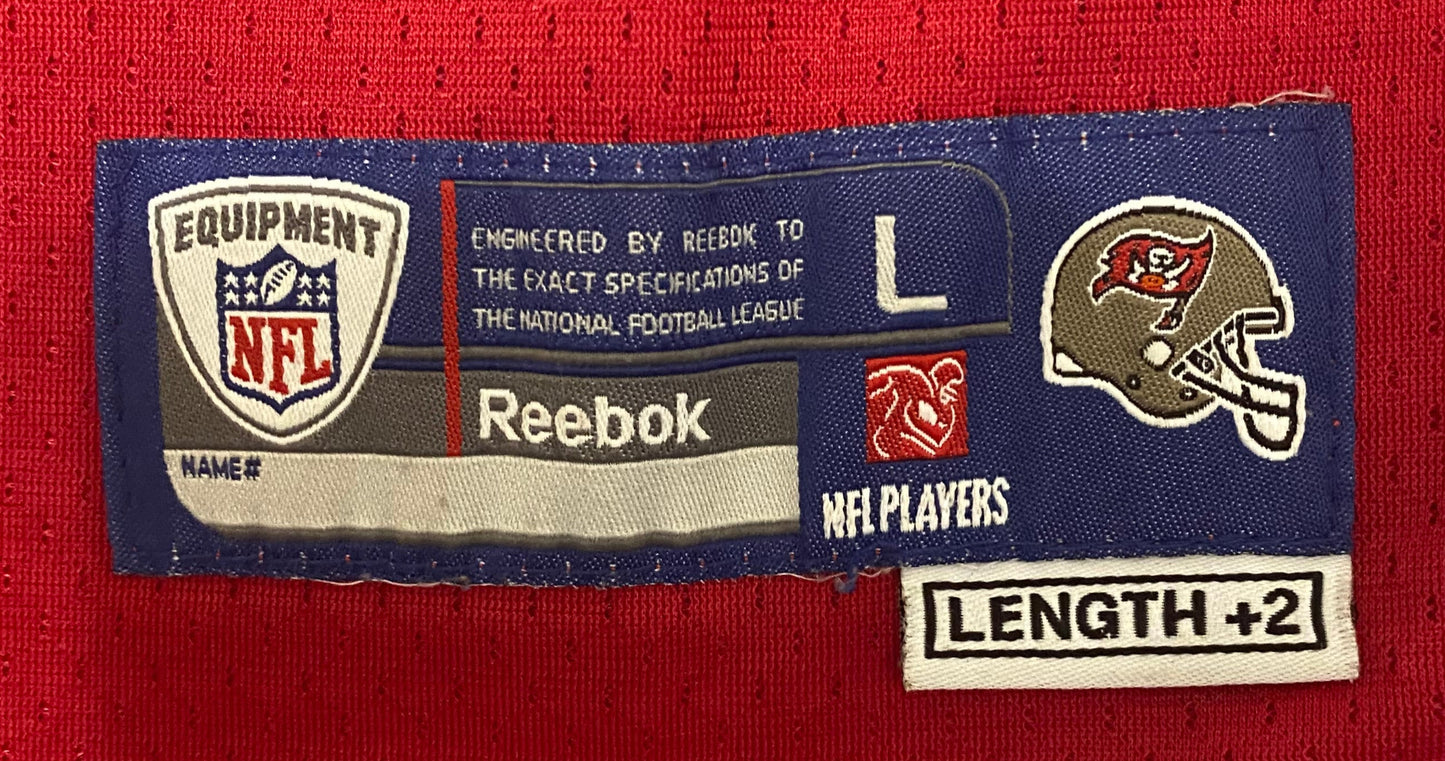 EQUIPMENT
NFL
ENGINEERED BY REEBOK TO
THE EXACT SPECIFICATIONS OF
THE NATIONAL FOOTBALL LEAGUE
L
Reebok
NAME#
NFL PLAYERS
LENGTH +2